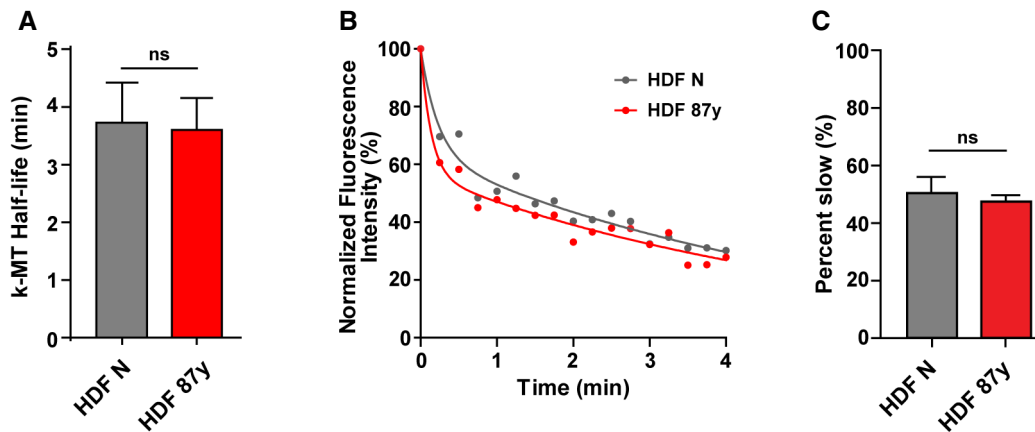 A
k-MT Half-life (min)
5
4
3
2
1
0
ns
HDF N
HDF 87y
B
Normalized Fluorescence
Intensity (%)
100
80
60
40
20
0
HDF N
HDF 87y
0 1 2 3 4
Time (min)
C
Percent slow (%)
100
80
60
40
20
0
ns
HDF N
HDF 87y